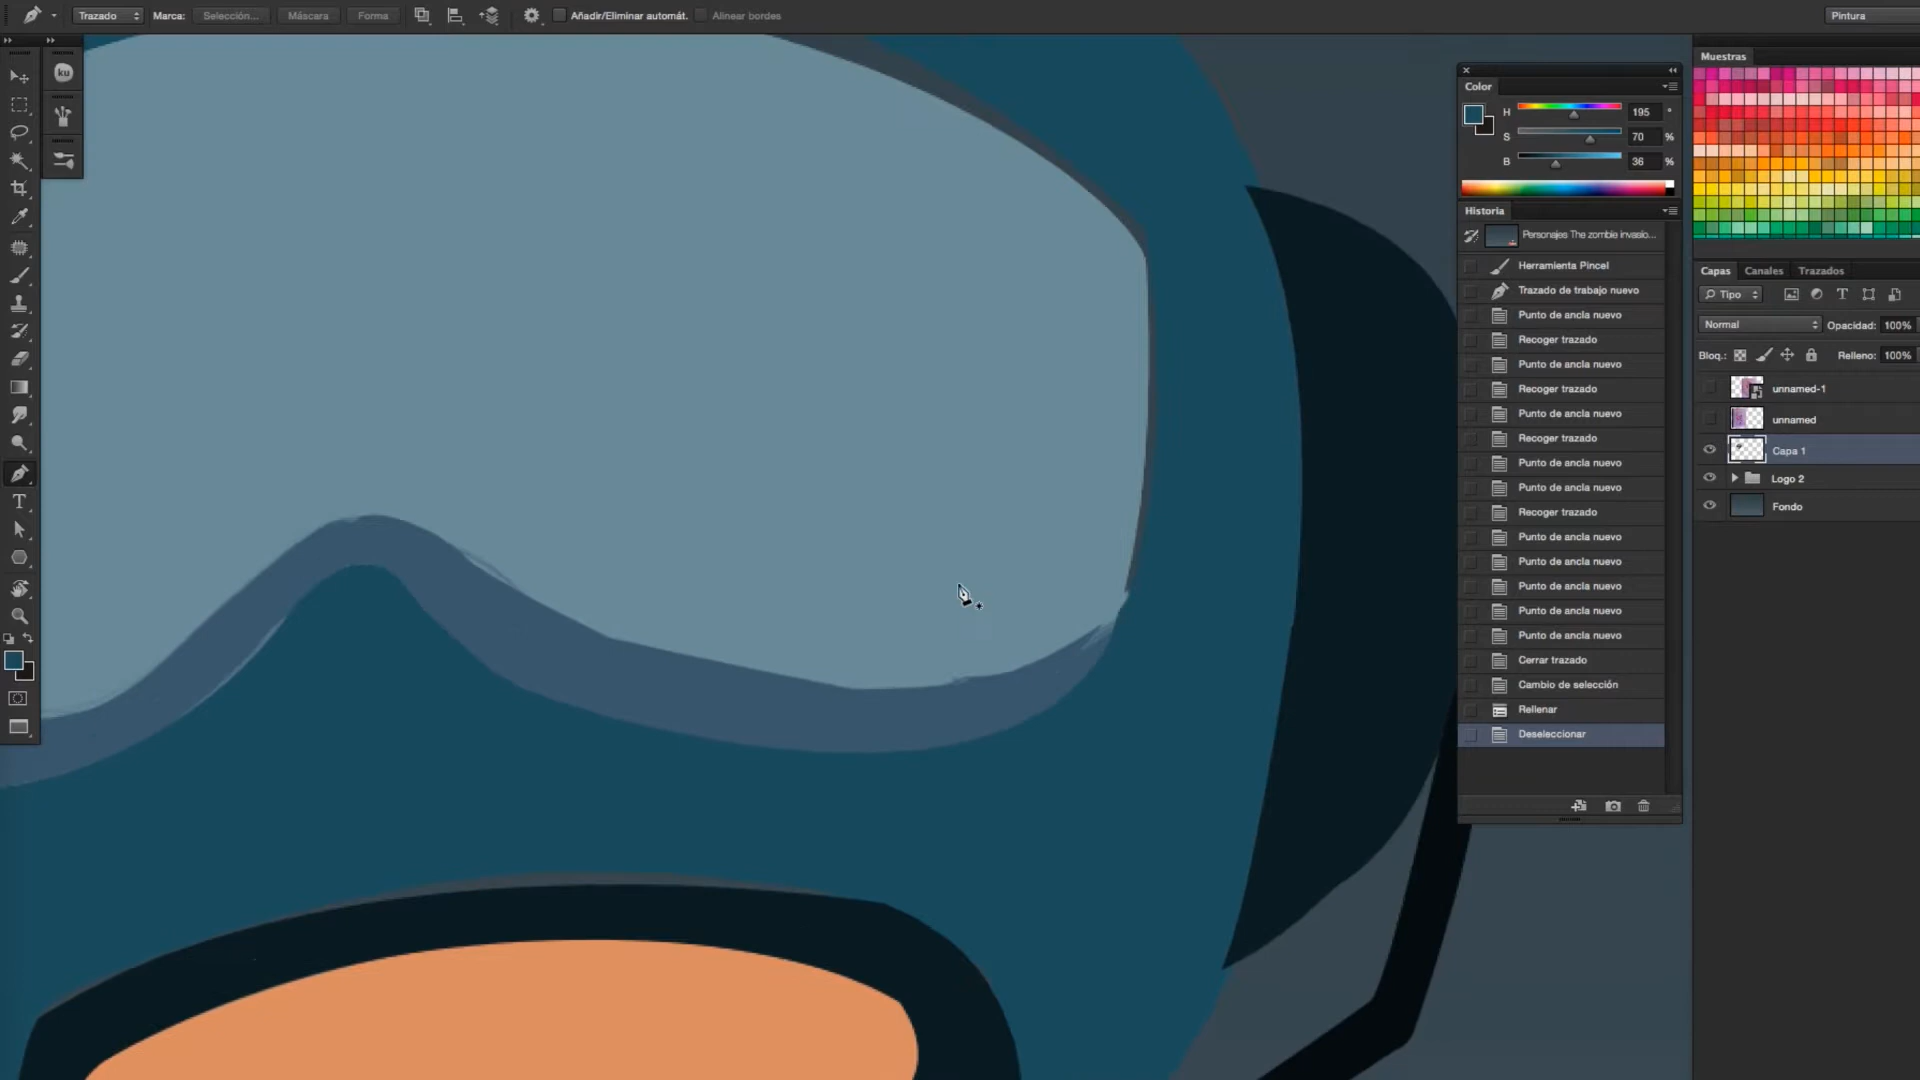 Trazado Marca: Selección... Máscara Forma Añadir/Eliminar automát. Alinear bordes Pintura
ku
T
Color
H 195 °
S 70 %
B 36 %
Historia
Personajes The zombie invasio...
Herramienta Pincel
Trazado de trabajo nuevo
Punto de ancla nuevo
Recoger trazado
Punto de ancla nuevo
Recoger trazado
Punto de ancla nuevo
Recoger trazado
Punto de ancla nuevo
Punto de ancla nuevo
Recoger trazado
Punto de ancla nuevo
Punto de ancla nuevo
Punto de ancla nuevo
Punto de ancla nuevo
Punto de ancla nuevo
Cerrar trazado
Cambio de selección
Rellenar
Deseleccionar
Muestras
Capas Canales Trazados
Tipo T
Normal Opacidad: 100%
Bloq.: Relleno: 100%
unnamed-1
unnamed
Capa 1
Logo 2
Fondo